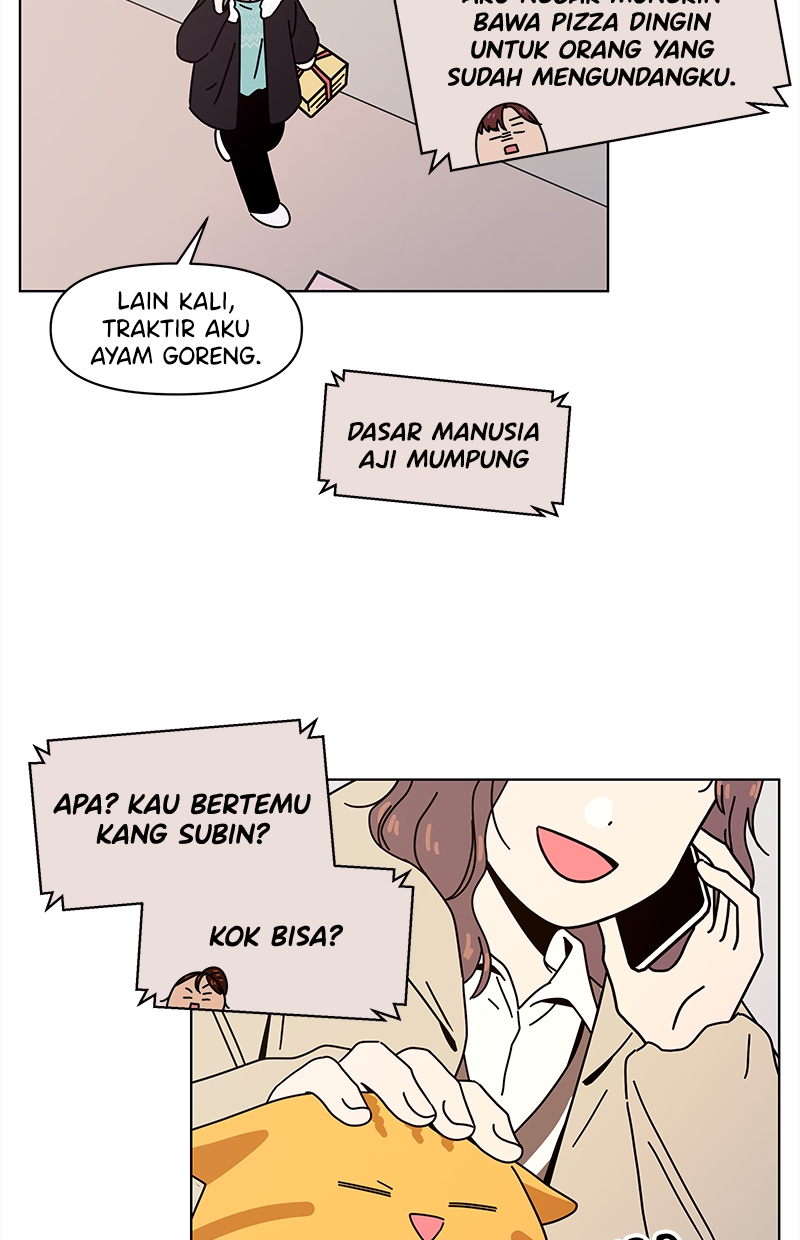 BAWA PIZZA DINGIN
UNTUK ORANG YANG
SUDAH MENGUNDANGKU.
LAIN KALI,
TRAKTIR AKU
AYAM GORENG.
DASAR MANUSIA
AJI MUMPUNG
APA? KAU BERTEMU
KANG SUBIN?
KOK BISA?